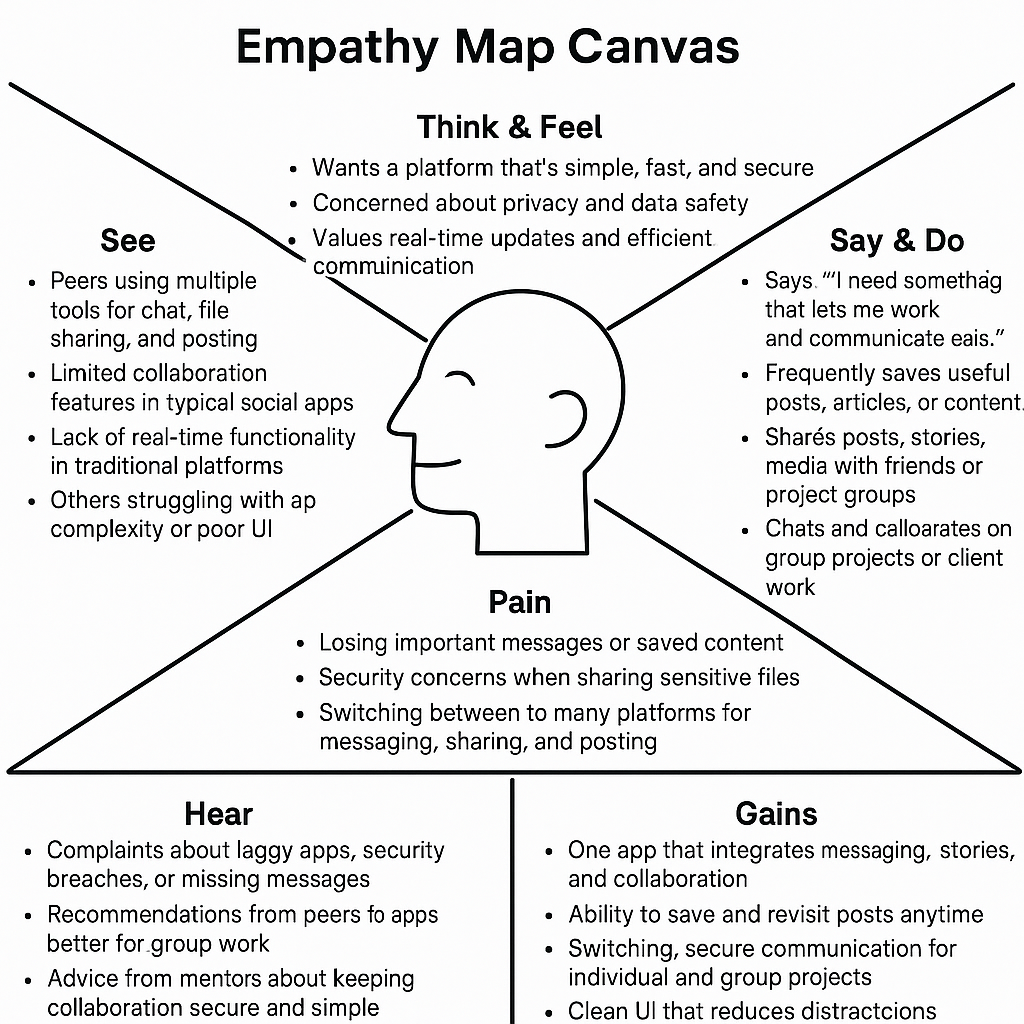 Empathy Map Canvas
Think & Feel
• Wants a platform that's simple, fast, and secure
• Concerned about privacy and data safety
• Values real-time updates and efficient
commuinication
See
• Peers using multiple
tools for chat, file
sharing, and posting
• Limited collaboration
features in typical social apps
• Lack of real-time functionality
in traditional platforms
• Others struggling with ap
complexity or poor UI
Say & Do
• Says. “‘I need somethıg
that lets me work
and communicate eais.”
• Frequently saves useful
posts, articles, or content.
• Sharés posts, stories,
media with friends or
project groups
• Chats and calloarates on
group projects or client
work
Pain
• Losing important messages or saved content
• Security concerns when sharing sensitive files
• Switching between to many platforms for
messaging, sharing, and posting
Hear
• Complaints about laggy apps, security
breaches, or missing messages
• Recommendations from peers fo apps
better for group work
• Advice from mentors about keeping
collaboration secure and simple
Gains
• One app that integrates messaging, stories,
and collaboration
• Ability to save and revisit posts anytime
• Switching, secure communication for
individual and group projects
• Clean UI that reduces distractcions